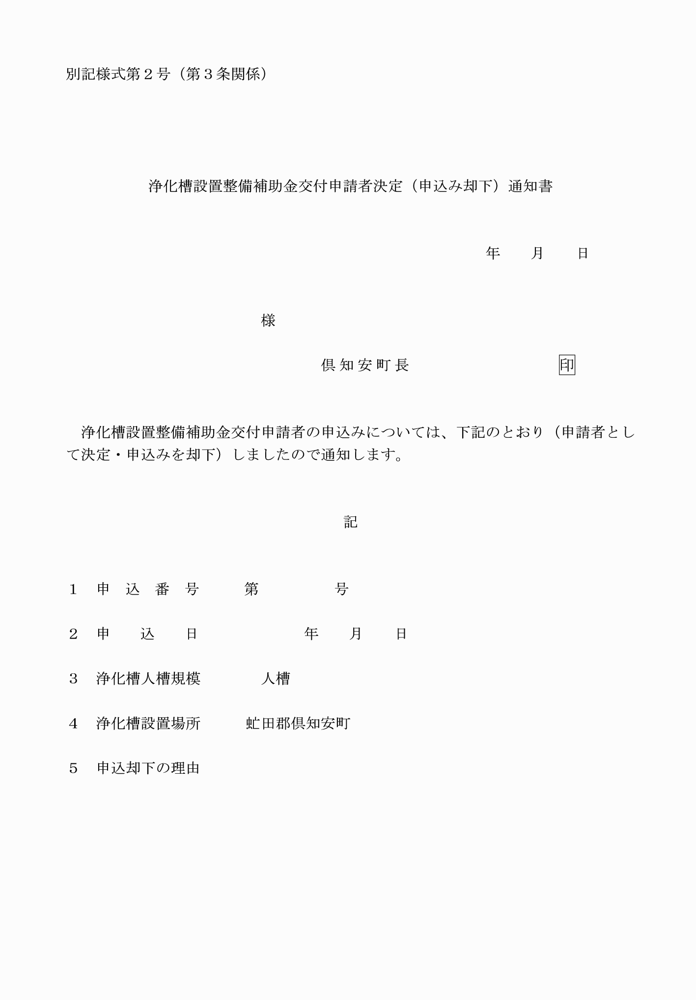 別記様式第２号（第３条関係）
浄化槽設置整備補助金交付申請者決定（申込み却下）通知書
年　　月　　日
様
倶知安町長　　　　　　　　　　印
　浄化槽設置整備補助金交付申請者の申込みについては、下記のとおり（申請者とし
て決定・申込みを却下）しましたので通知します。
記
１　申　込　番　号　　　第　　　　　号
２　申　　込　　日　　　　　　　年　　月　　日
３　浄化槽人槽規模　　　　人槽
４　浄化槽設置場所　　　虻田郡倶知安町
５　申込却下の理由